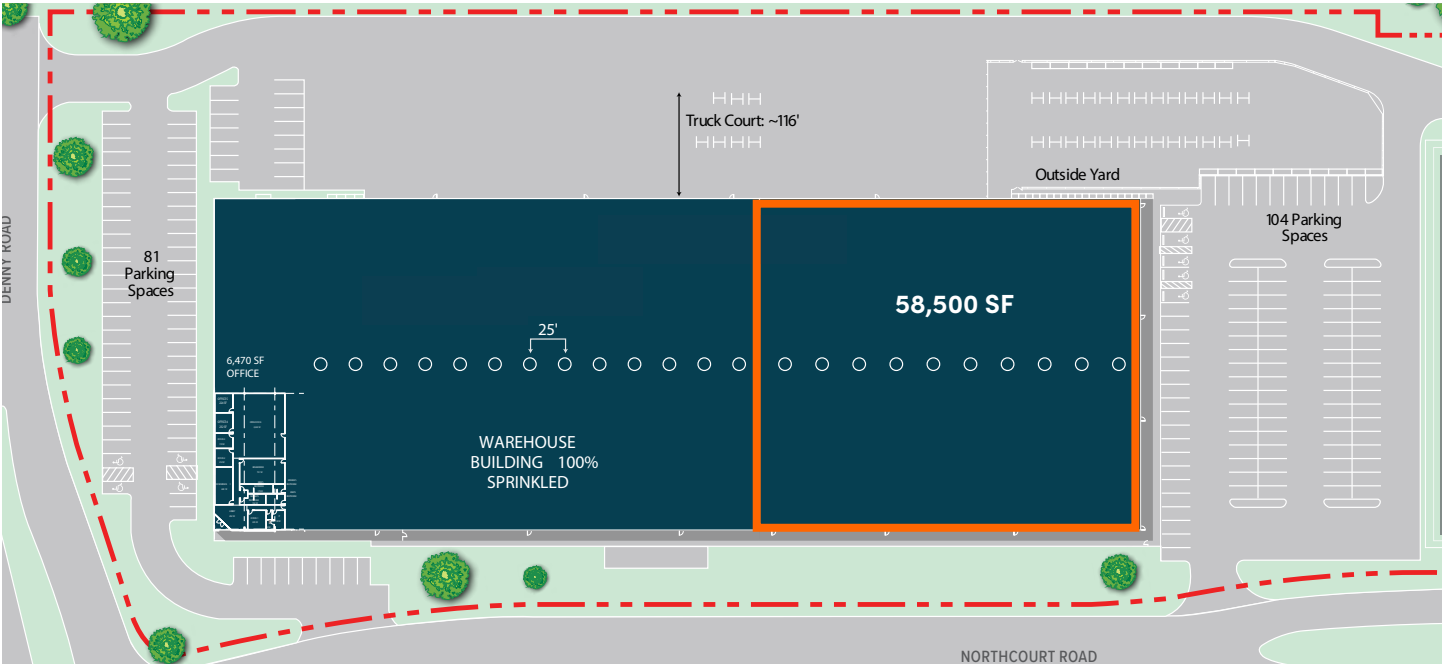 Truck Court: ~116'
Outside Yard
DENNY ROAD
81
Parking
Spaces
104 Parking
Spaces
58,500 SF
25'
6,470 SF
OFFICE
WAREHOUSE
BUILDING 100%
SPRINKLED
NORTHCOURT ROAD